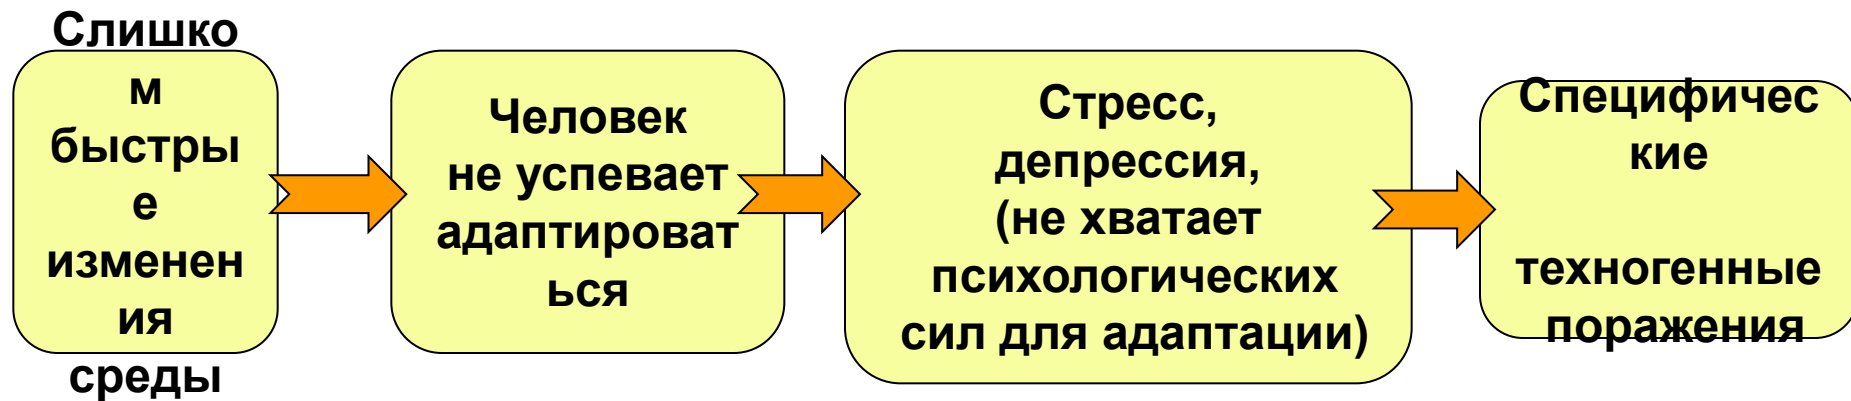 Слишко
м
быстры
е
изменен
ия
среды
Человек
не успевает
адаптироват
ься
Стресс,
депрессия,
(не хватает
психологических
сил для адаптации)
Специфичес
кие
техногенные
поражения